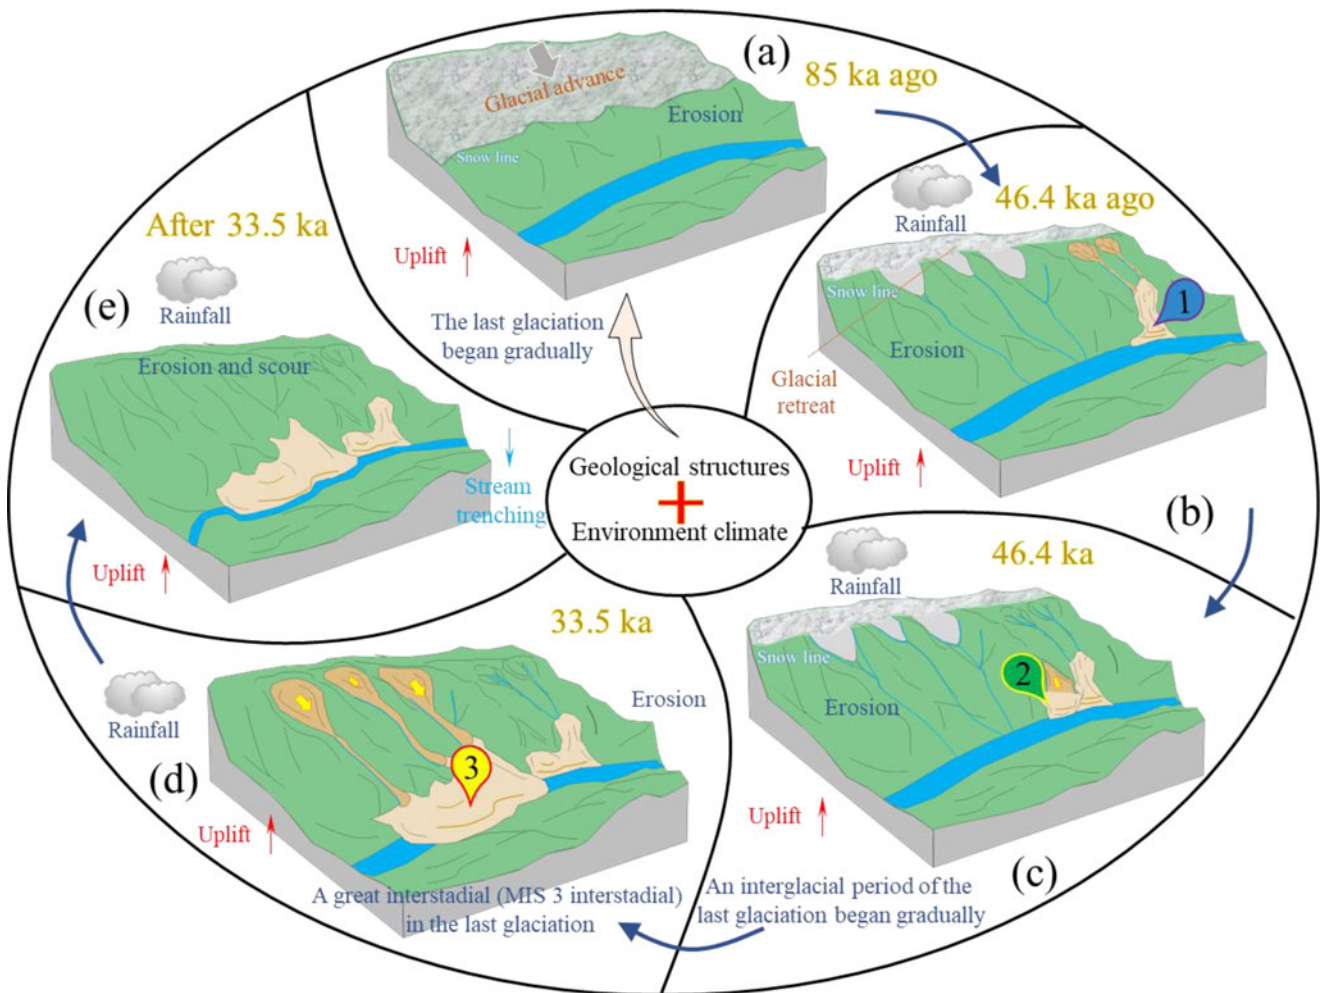 (a)
85 ka ago
Glacial advance
Erosion
Snow line
Uplift
The last glaciation
began gradually
46.4 ka ago
Rainfall
Snow line
Erosion
1
Glacial
retreat
Uplift
(b)
46.4 ka
Rainfall
Snow line
Erosion
2
Uplift
(c)
An interglacial period of the
last glaciation began gradually
33.5 ka
Erosion
Rainfall
(d)
3
Uplift
A great interstadial (MIS 3 interstadial)
in the last glaciation
After 33.5 ka
(e)
Rainfall
Erosion and scour
Stream
trenching
Uplift
Geological structures
+
Environment climate